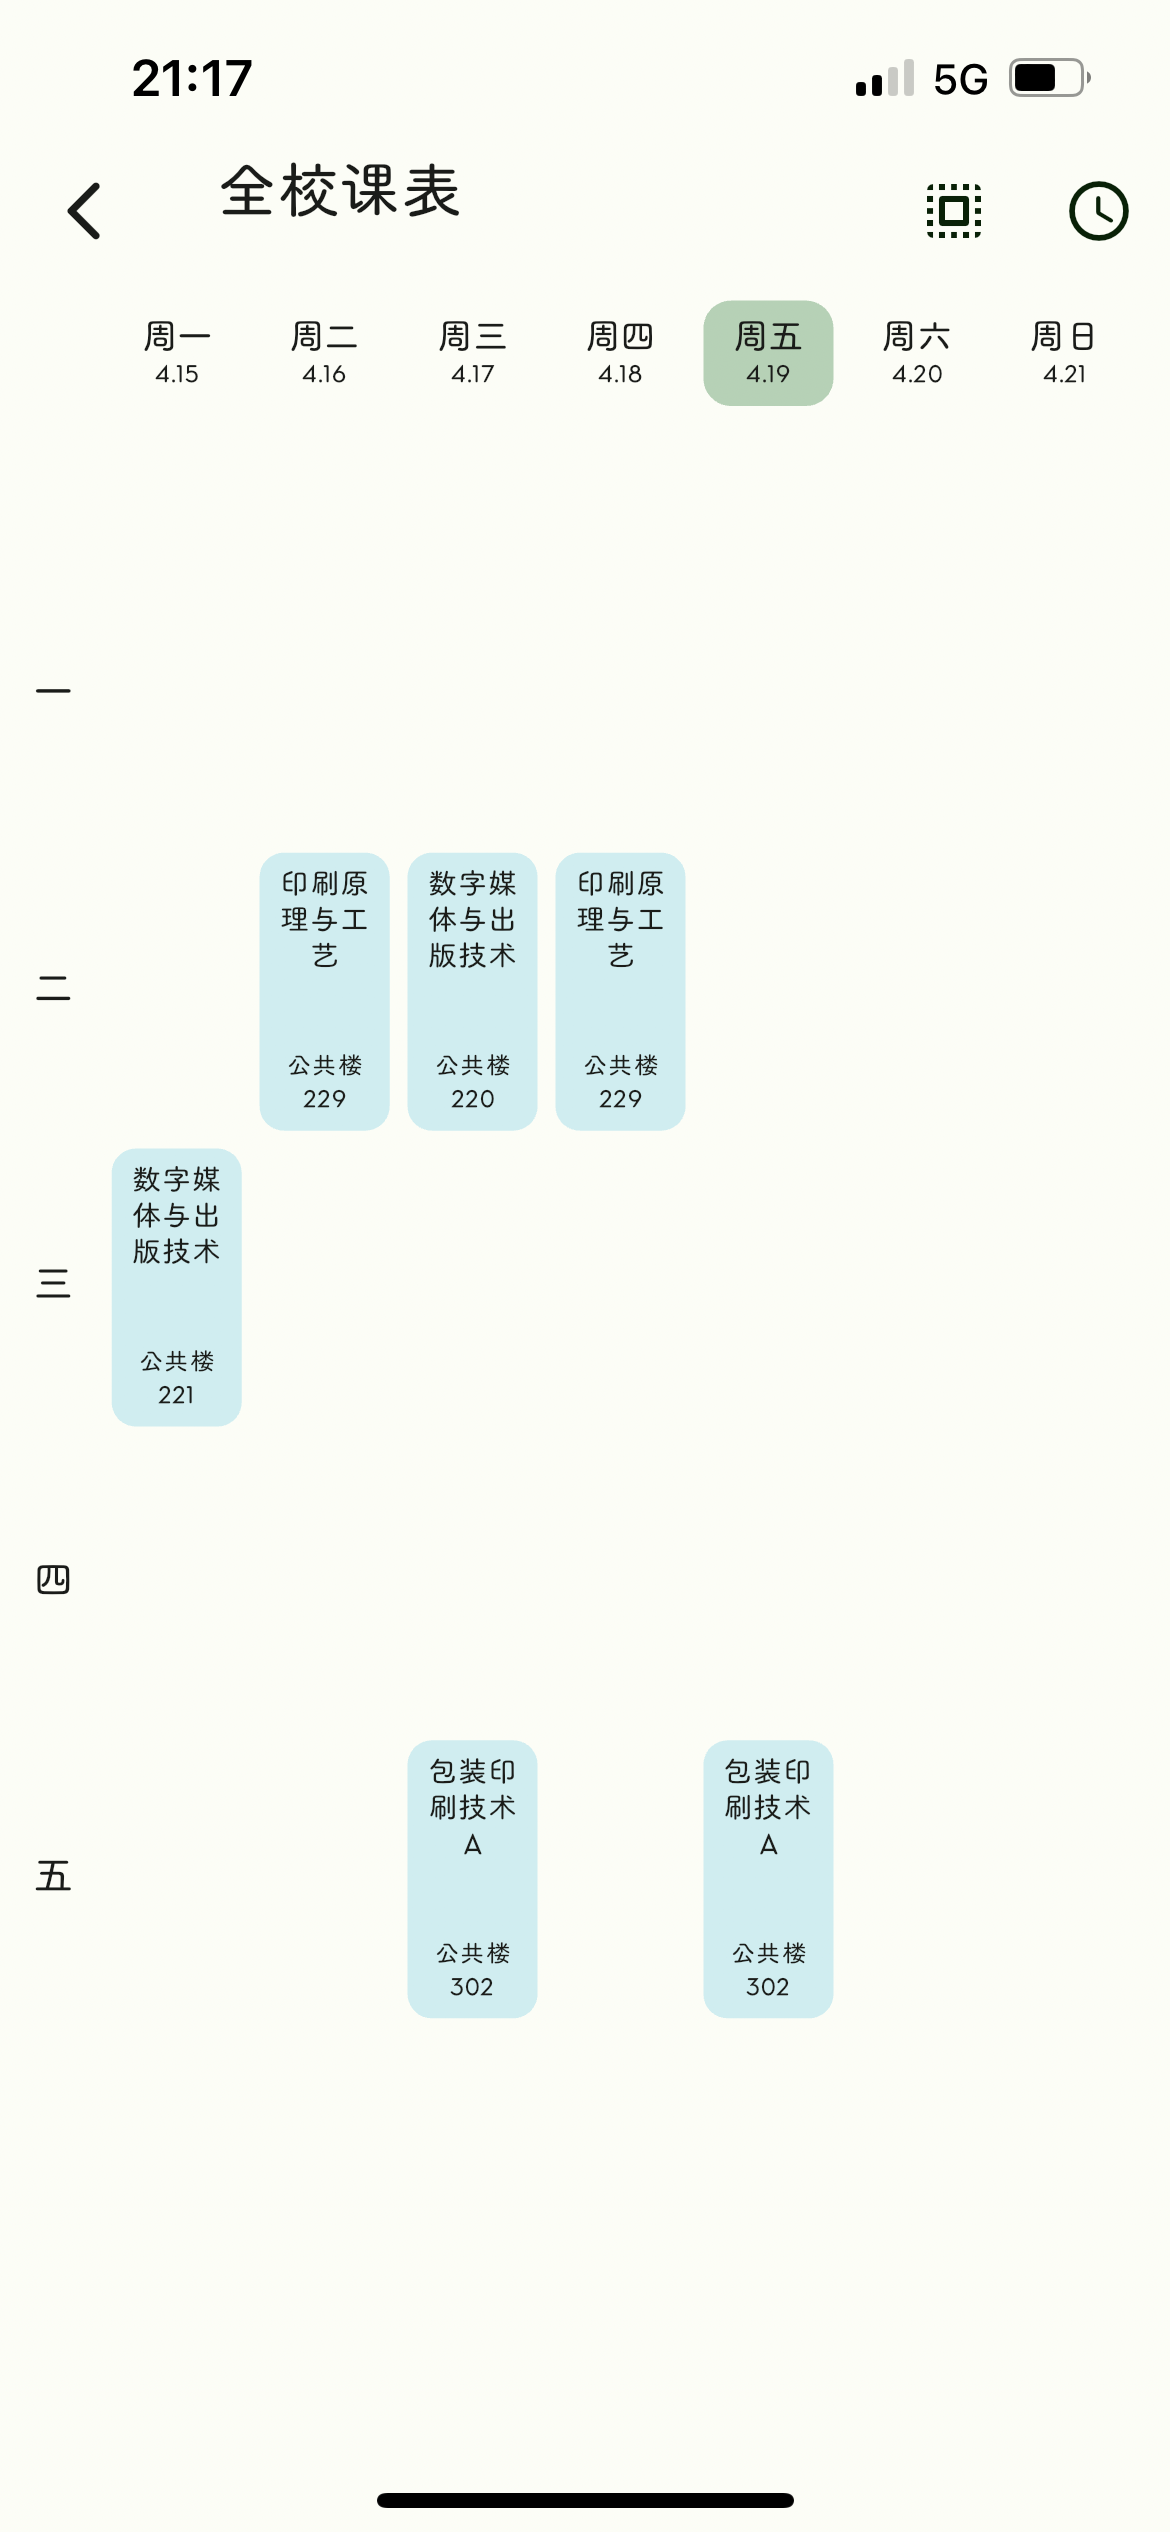 21:17
5G
全校课表
周一 周二 周三 周四 周五 周六 周日
4.15 4.16 4.17 4.18 4.19 4.20 4.21
一
二
印刷原
理与工
艺
公共楼
229
数字媒
体与出
版技术
公共楼
220
印刷原
理与工
艺
公共楼
229
三
数字媒
体与出
版技术
公共楼
221
四
五
包装印
刷技术
A
公共楼
302
包装印
刷技术
A
公共楼
302